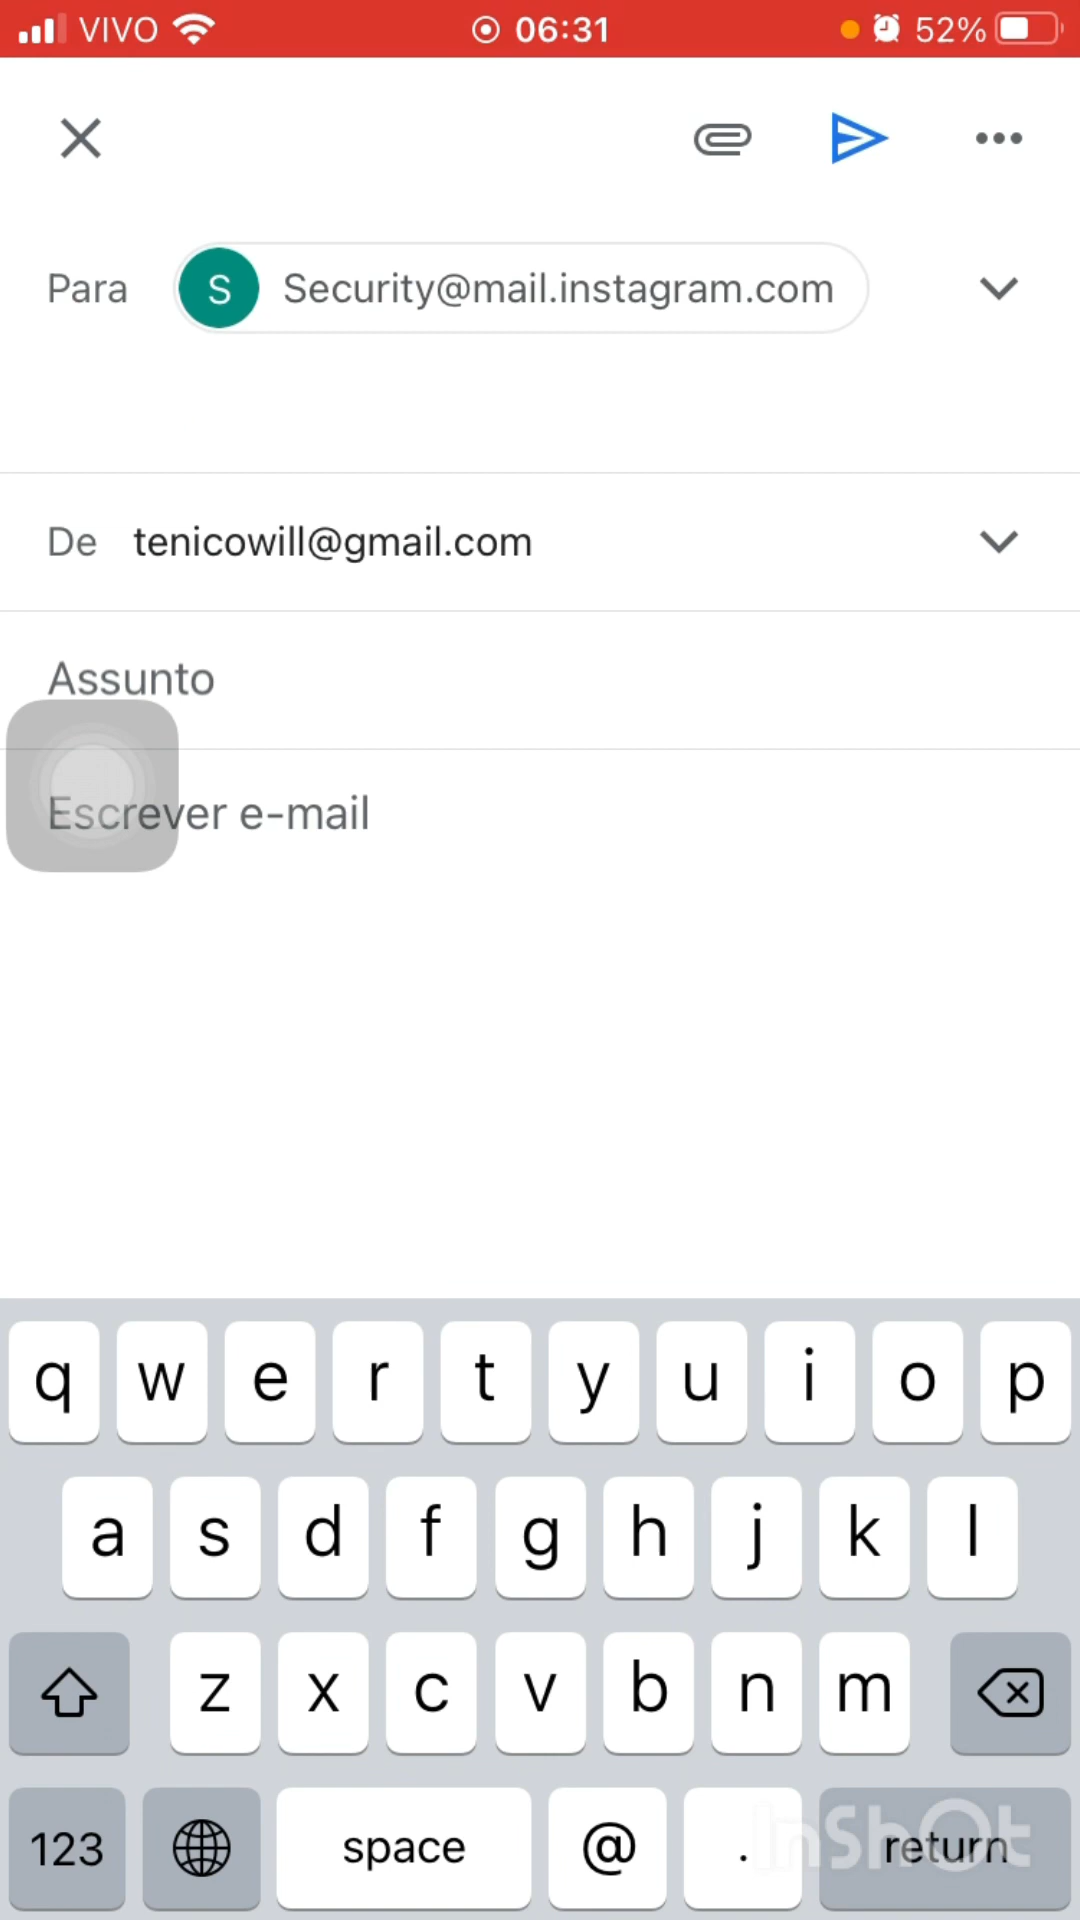 VIVO 06:31 52%
Para S Security@mail.instagram.com
De tenicowill@gmail.com
Assunto
Escrever e-mail
q w e r t y u i o p
a s d f g h j k l
z x c v b n m
123 space @ . return
InShOt